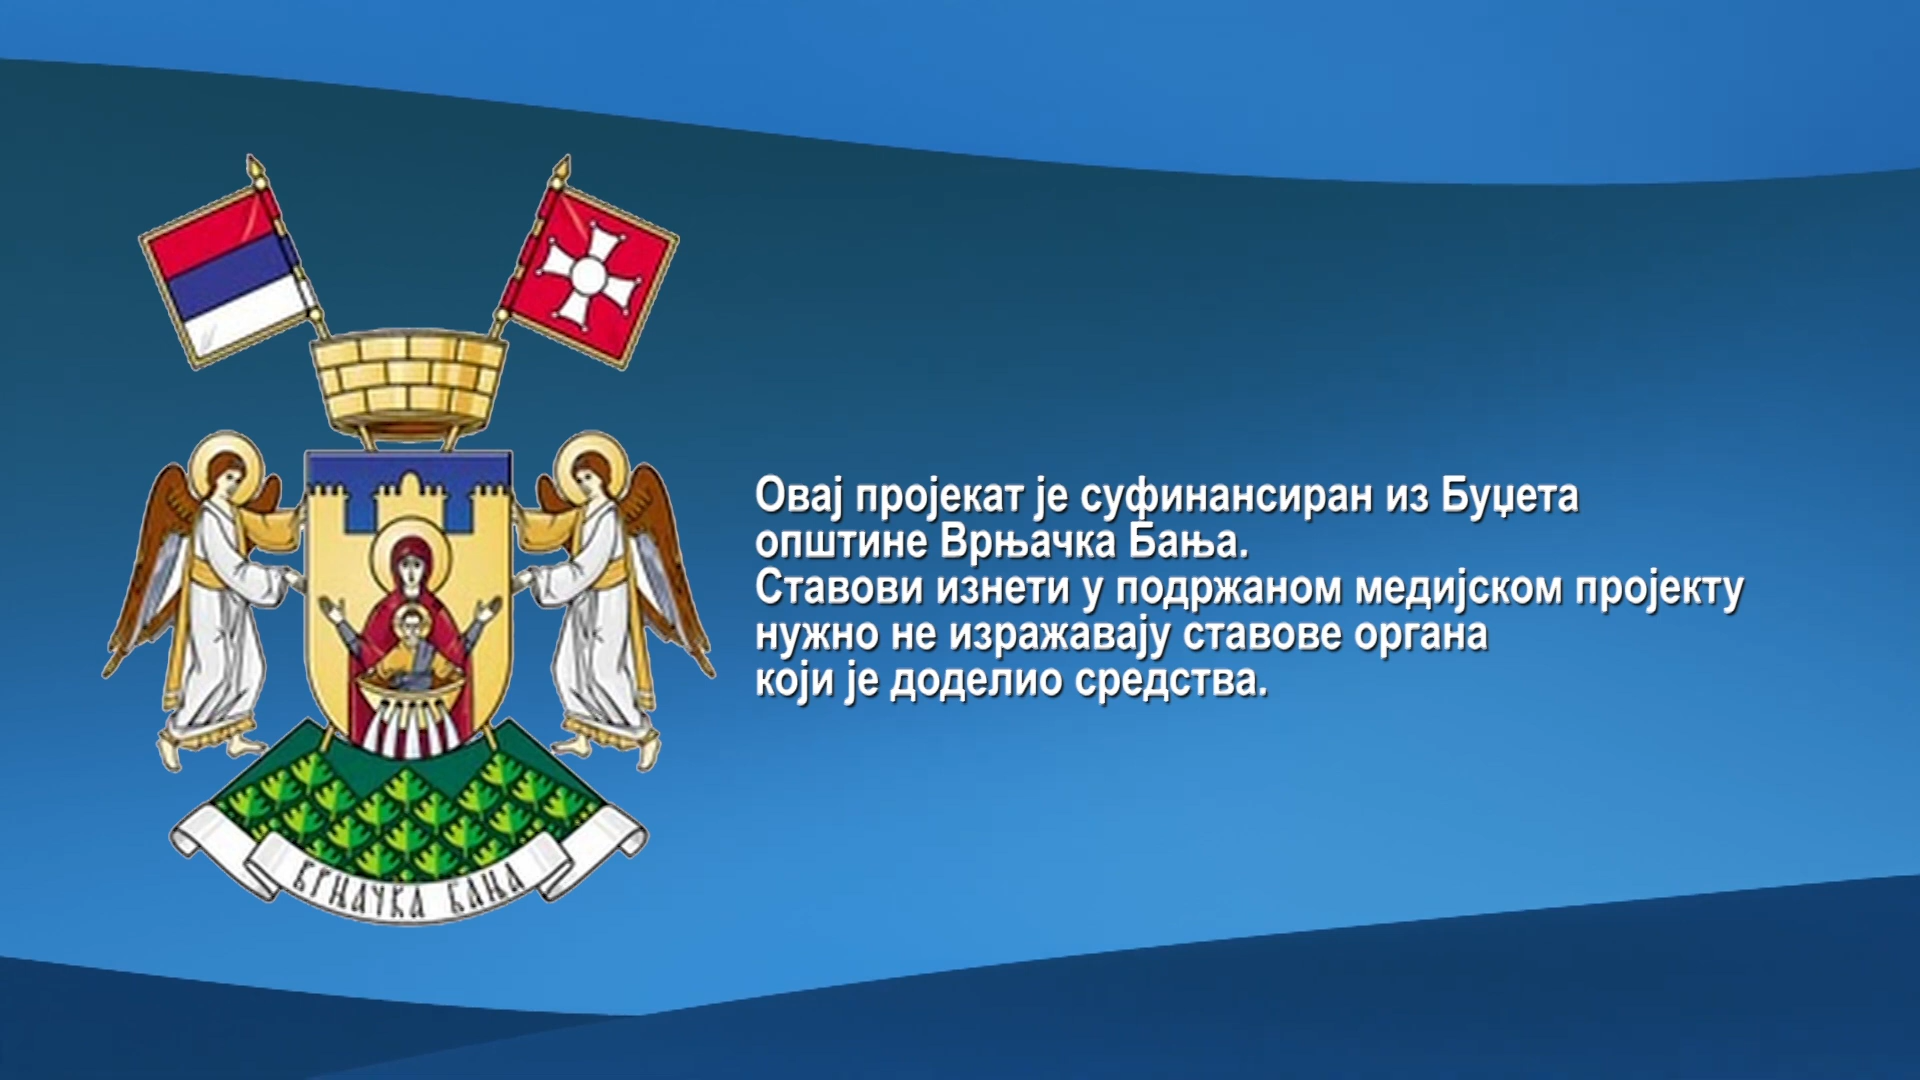 Овај пројекат је суфинансиран из Буџета
општине Врњачка Бања.
Ставови изнети у подржаном медијском пројекту
нужно не изражавају ставове органа
који је доделио средства.
ВРЊАЧКА БАЊА